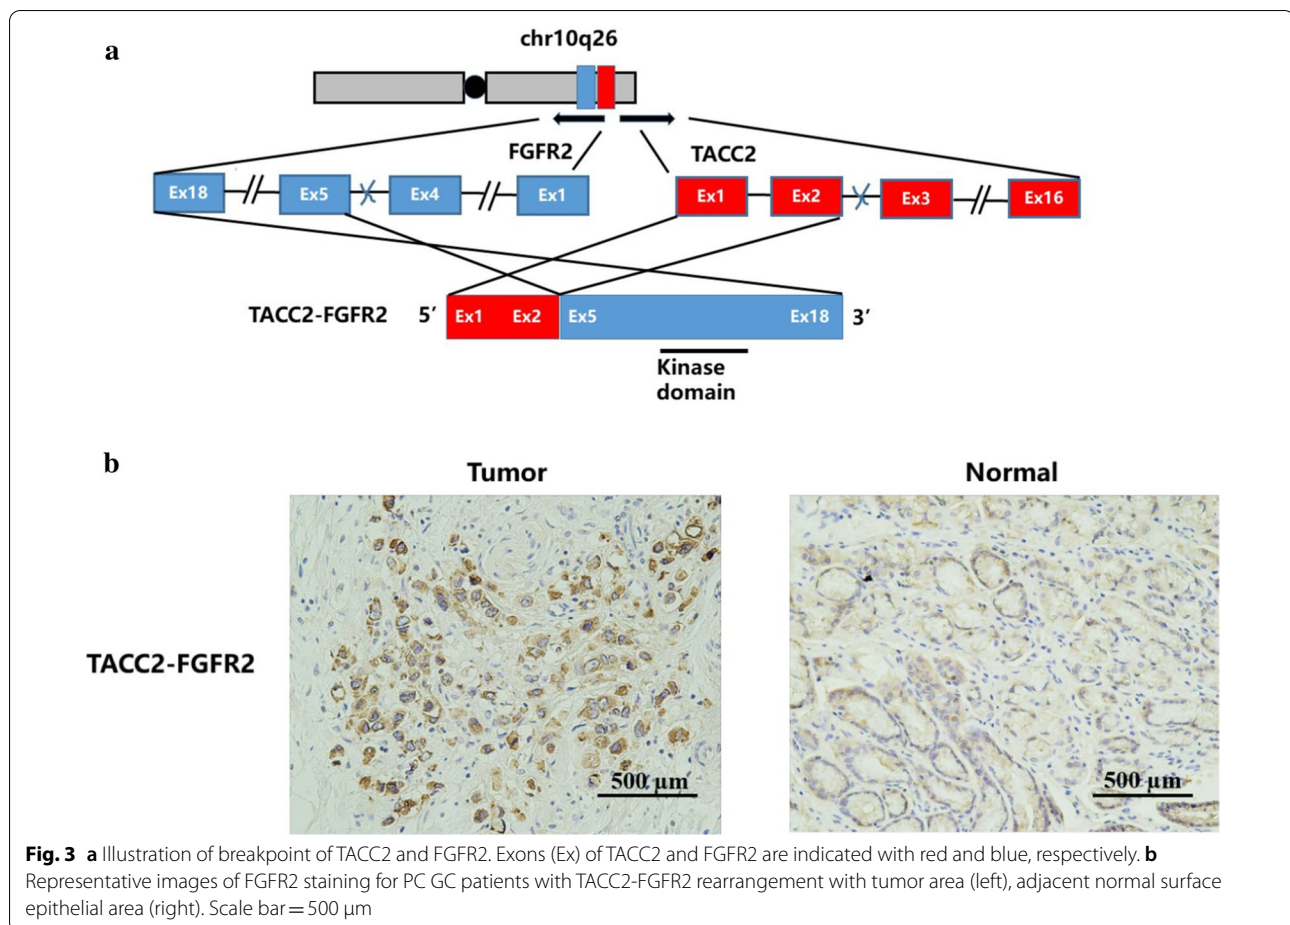 a
chr10q26
FGFR2
TACC2
Ex18
Ex5
Ex4
Ex1
Ex1
Ex2
Ex3
Ex16
TACC2-FGFR2 5′ Ex1 Ex2 Ex5 Ex18 3′
Kinase
domain
b
Tumor
Normal
TACC2-FGFR2
500 µm
500 µm
Fig. 3 a Illustration of breakpoint of TACC2 and FGFR2. Exons (Ex) of TACC2 and FGFR2 are indicated with red and blue, respectively. b
Representative images of FGFR2 staining for PC GC patients with TACC2-FGFR2 rearrangement with tumor area (left), adjacent normal surface
epithelial area (right). Scale bar = 500 µm